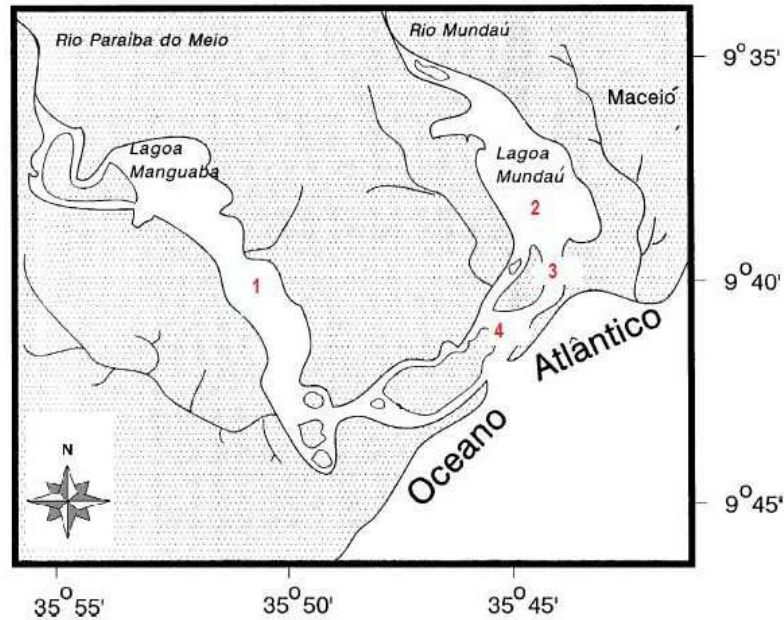 Rio Paraíba do Meio
Rio Mundaú
Maceió
Lagoa
Manguaba
Lagoa
Mundaú
1
2
3
4
Oceano
Atlântico
N
9°35'
9°40'
9°45'
35°55'
35°50'
35°45'